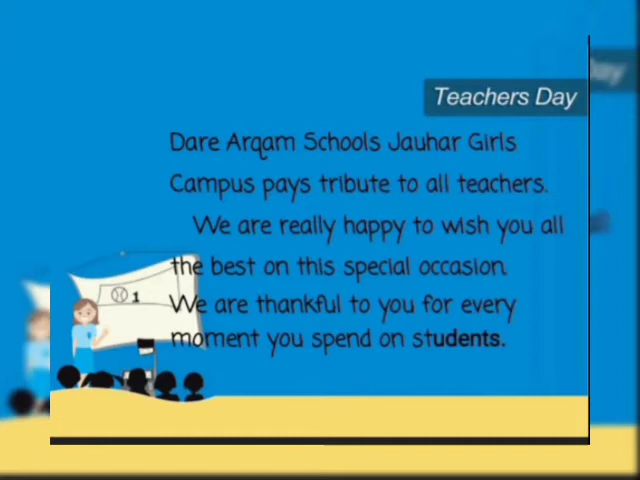 Teachers Day
Dare Arqam Schools Jauhar Girls
Campus pays tribute to all teachers.
We are really happy to wish you all
the best on this special occasion.
We are thankful to you for every
moment you spend on students.
1